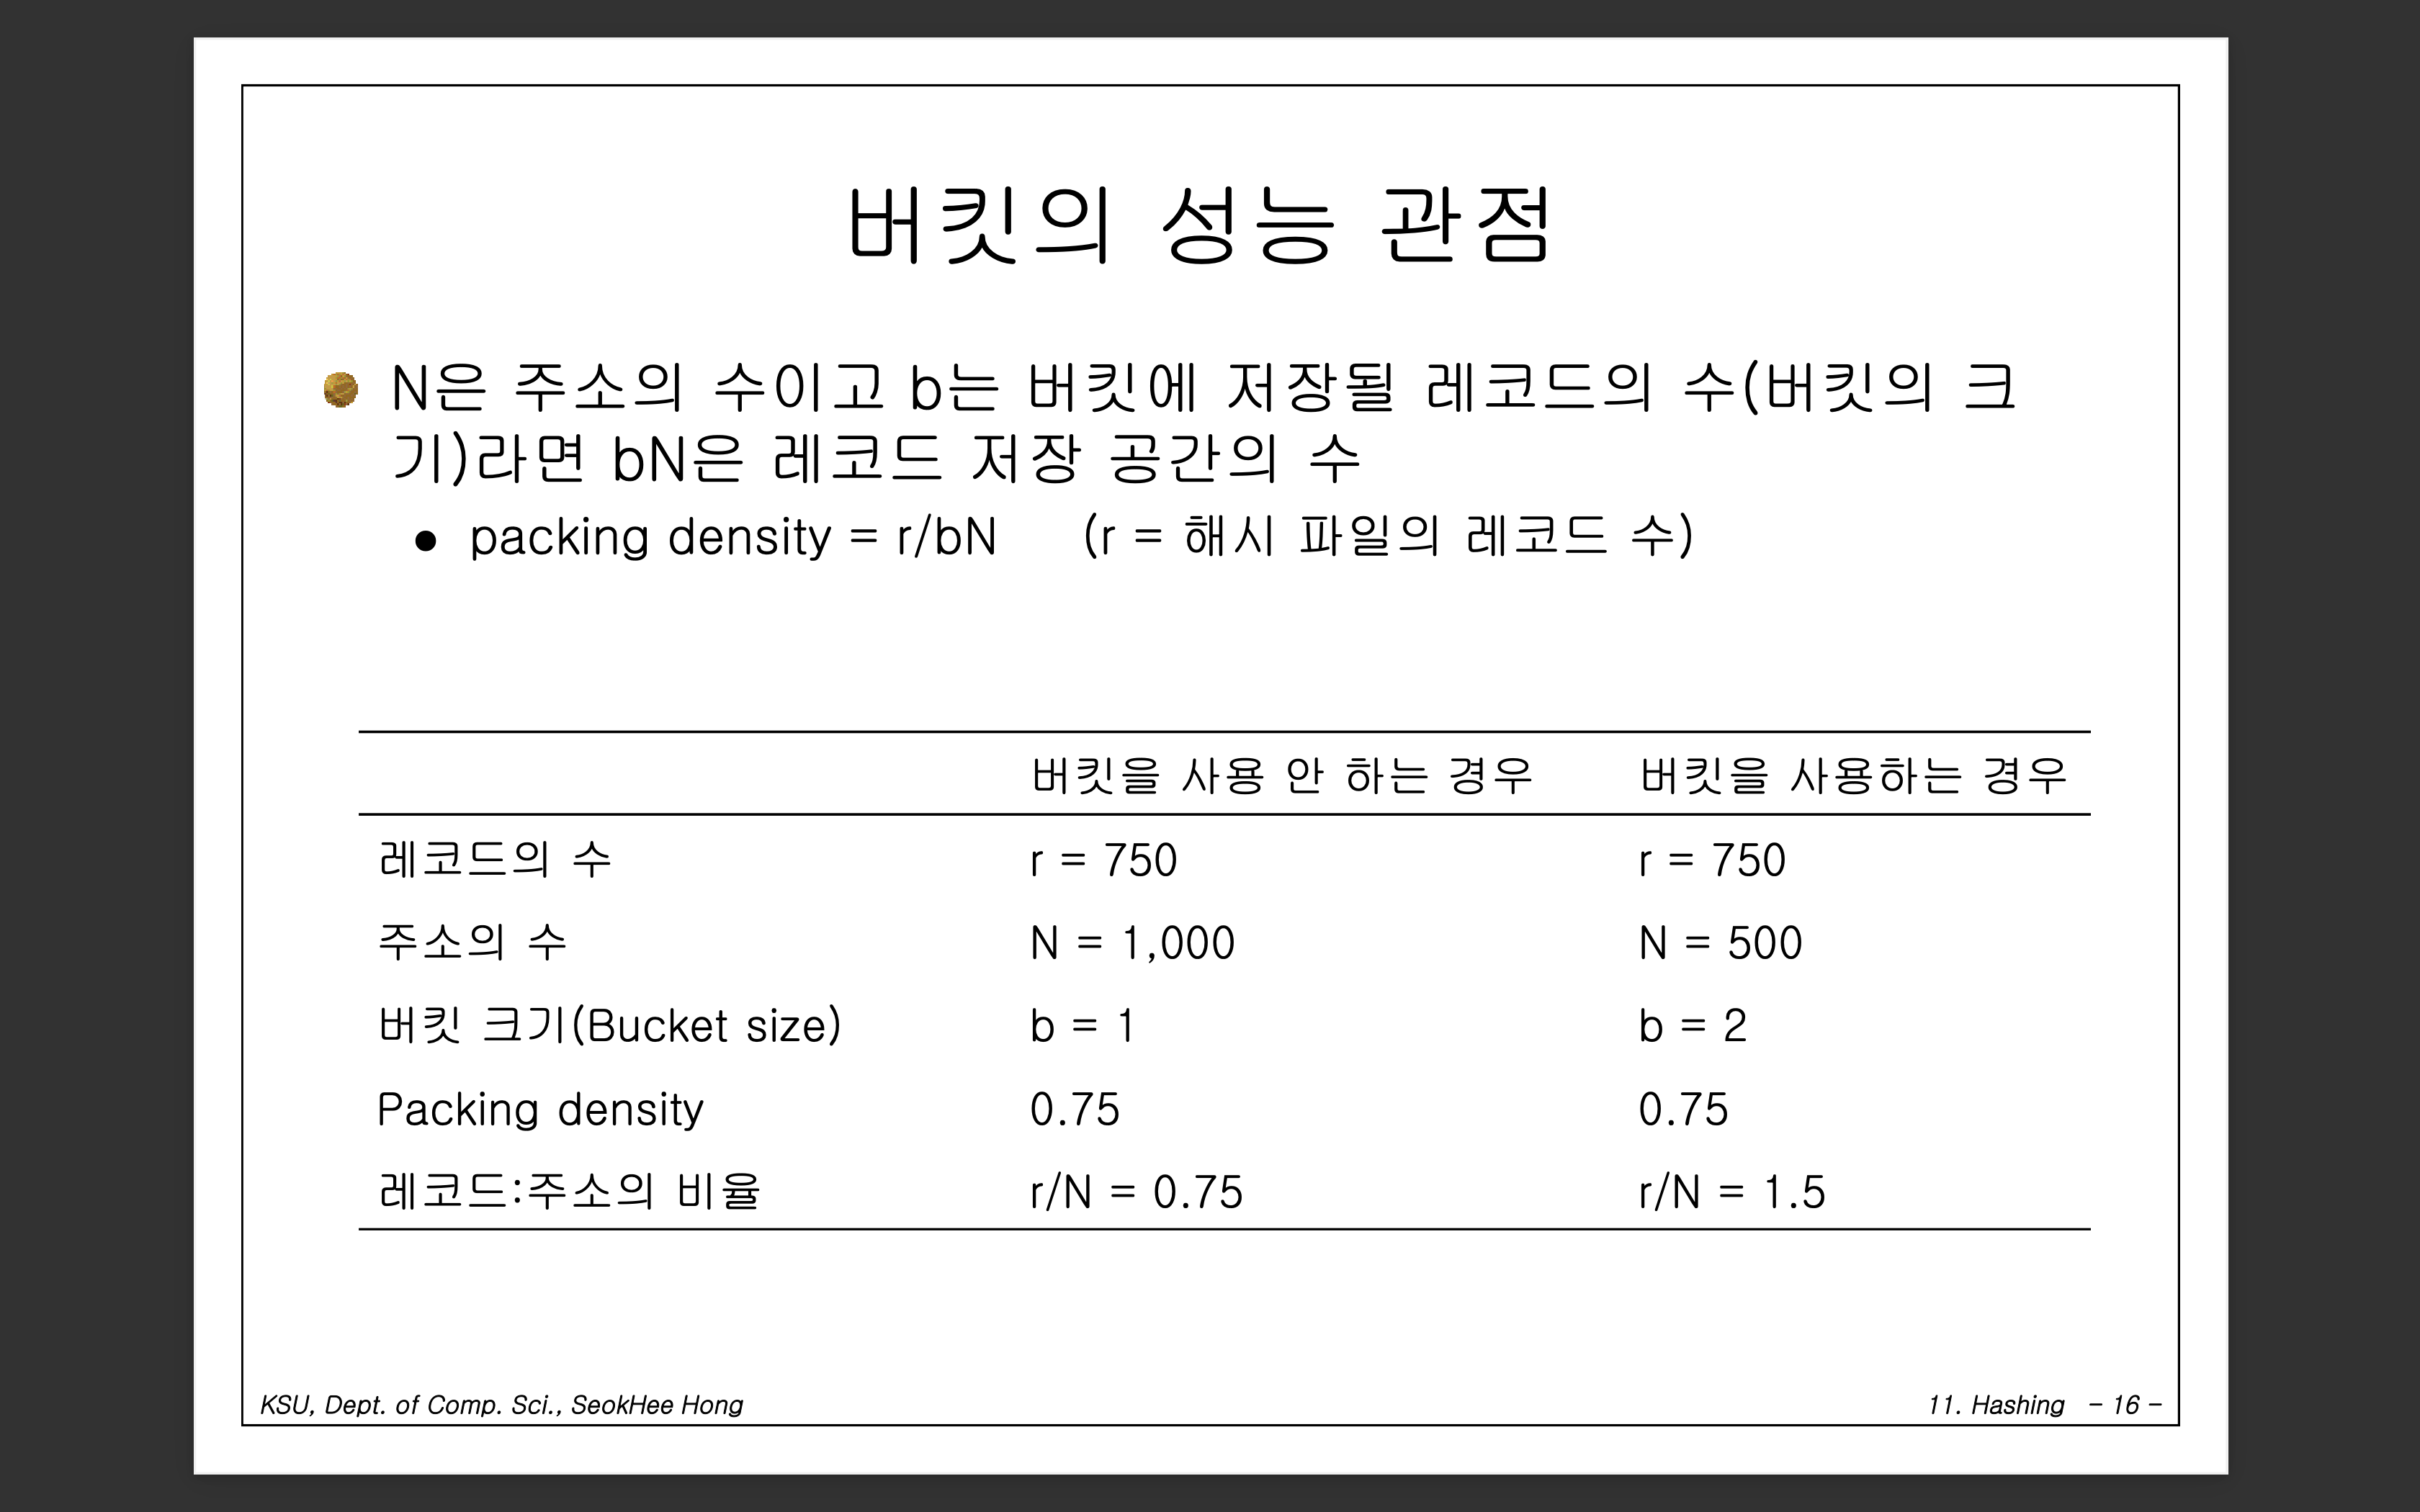 버킷의 성능 관점
N은 주소의 수이고 b는 버킷에 저장될 레코드의 수(버킷의 크
기)라면 bN은 레코드 저장 공간의 수
● packing density = r/bN (r = 해시 파일의 레코드 수)
버킷을 사용 안 하는 경우 버킷을 사용하는 경우
레코드의 수 r = 750 r = 750
주소의 수 N = 1,000 N = 500
버킷 크기(Bucket size) b = 1 b = 2
Packing density 0.75 0.75
레코드:주소의 비율 r/N = 0.75 r/N = 1.5
KSU, Dept. of Comp. Sci., SeokHee Hong 11. Hashing - 16 -